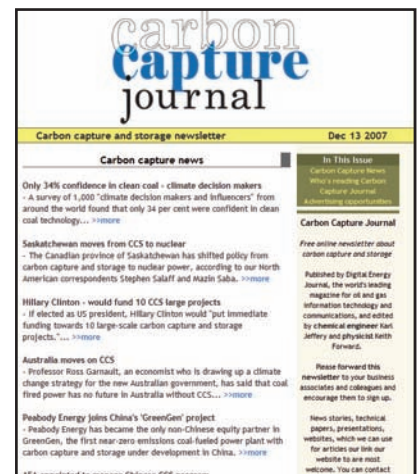 carbon
capture
journal
Carbon capture and storage newsletter
Dec 13 2007
Carbon capture news
Only 34% confidence in clean coal - climate decision makers
- A survey of 1,000 "climate decision makers and influencers" from
around the world found that only 34 per cent were confident in clean
coal technology... >>more
Saskatchewan moves from CCS to nuclear
- The Canadian province of Saskatchewan has shifted policy from
carbon capture and storage to nuclear power, according to our North
American correspondents Stephen Salaff and Mazin Saba. >>more
Hillary Clinton - would fund 10 CCS large projects
- If elected as US president, Hillary Clinton would "put immediate
funding towards 10 large-scale carbon capture and storage
projects."... >>more
Australia moves on CCS
- Professor Ross Garnault, an economist who is drawing up a climate
change strategy for the new Australian government, has said that coal
fired power has no future in Australia without CCS... >>more
Peabody Energy joins China's 'GreenGen' project
- Peabody Energy has became the only non-Chinese equity partner in
GreenGen, the first near-zero emissions coal-fueled power plant with
carbon capture and storage under development in China. >>more
In This Issue
Carbon Capture News
Who's reading Carbon
Capture Journal
Advertising opportunities
Carbon Capture Journal
Free online newsletter about
carbon capture and storage
Published by Digital Energy
Journal, the world's leading
magazine for oil and gas
information technology and
communications, and edited
by chemical engineer Karl
Jeffery and physicist Keith
Forward.
Please forward this
newsletter to your business
associates and colleagues and
encourage them to sign up.
News stories, technical
papers, presentations,
websites, which we can use
for articles our link our
website to are most
welcome. You can contact